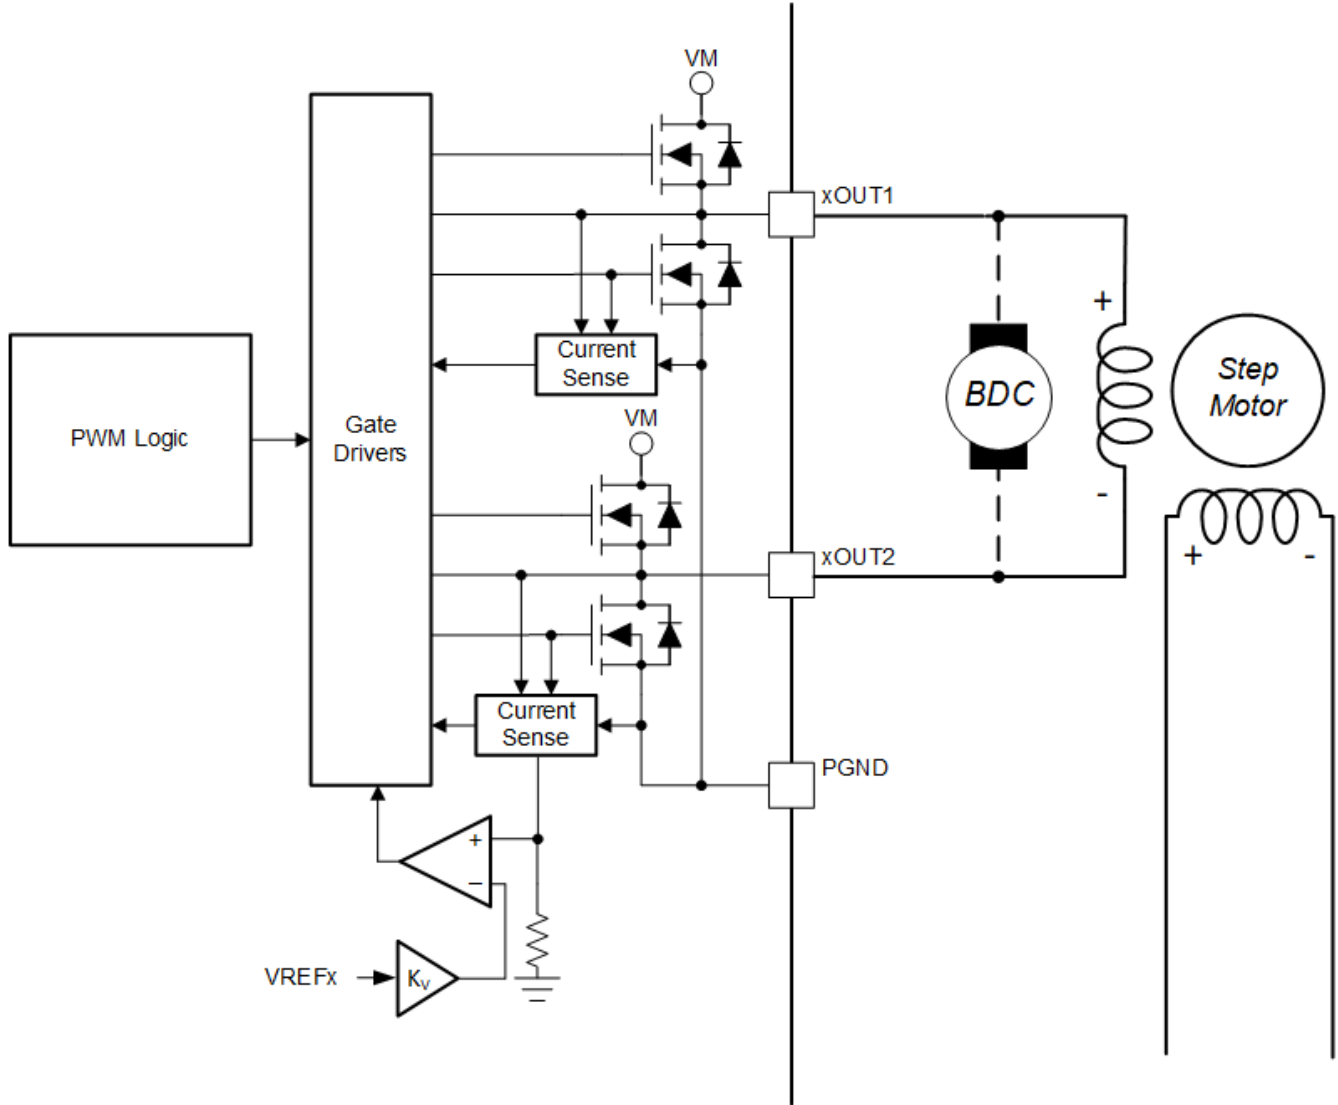 VM
xOUT1
+
Current
Sense
BDC
Step
Motor
VM
PWM Logic
Gate
Drivers
-
xOUT2
+ -
Current
Sense
PGND
+
–
VREFx
Kv